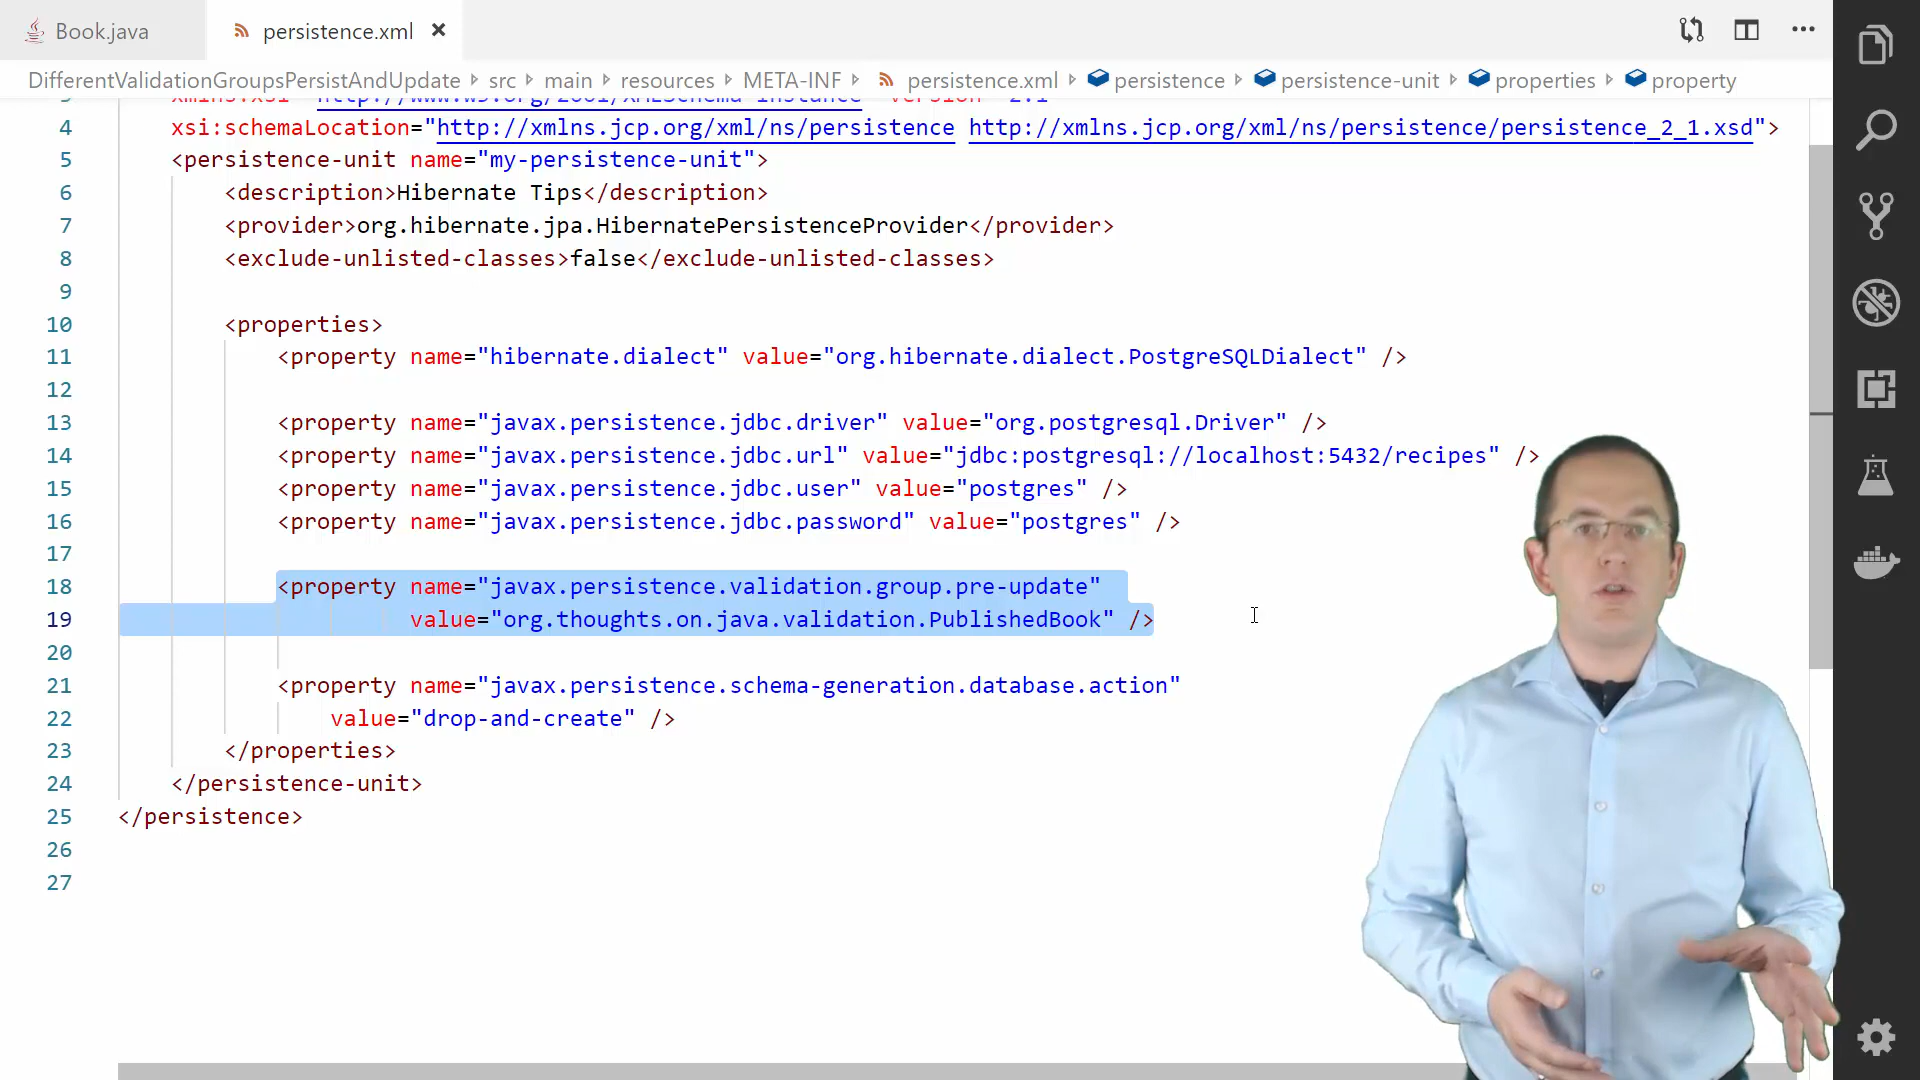 Book.java
persistence.xml
DifferentValidationGroupsPersistAndUpdate src main resources META-INF persistence.xml persistence persistence-unit properties property
4 xsi:schemaLocation="http://xmlns.jcp.org/xml/ns/persistence http://xmlns.jcp.org/xml/ns/persistence/persistence_2_1.xsd">
5 <persistence-unit name="my-persistence-unit">
6 <description>Hibernate Tips</description>
7 <provider>org.hibernate.jpa.HibernatePersistenceProvider</provider>
8 <exclude-unlisted-classes>false</exclude-unlisted-classes>
9
10 <properties>
11 <property name="hibernate.dialect" value="org.hibernate.dialect.PostgreSQLDialect" />
12
13 <property name="javax.persistence.jdbc.driver" value="org.postgresql.Driver" />
14 <property name="javax.persistence.jdbc.url" value="jdbc:postgresql://localhost:5432/recipes" />
15 <property name="javax.persistence.jdbc.user" value="postgres" />
16 <property name="javax.persistence.jdbc.password" value="postgres" />
17
18 <property name="javax.persistence.validation.group.pre-update"
19 value="org.thoughts.on.java.validation.PublishedBook" />
20
21 <property name="javax.persistence.schema-generation.database.action"
22 value="drop-and-create" />
23 </properties>
24 </persistence-unit>
25 </persistence>
26
27